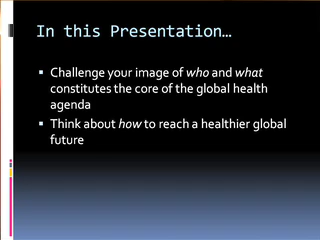 In this Presentation…
▪ Challenge your image of who and what
constitutes the core of the global health
agenda
▪ Think about how to reach a healthier global
future